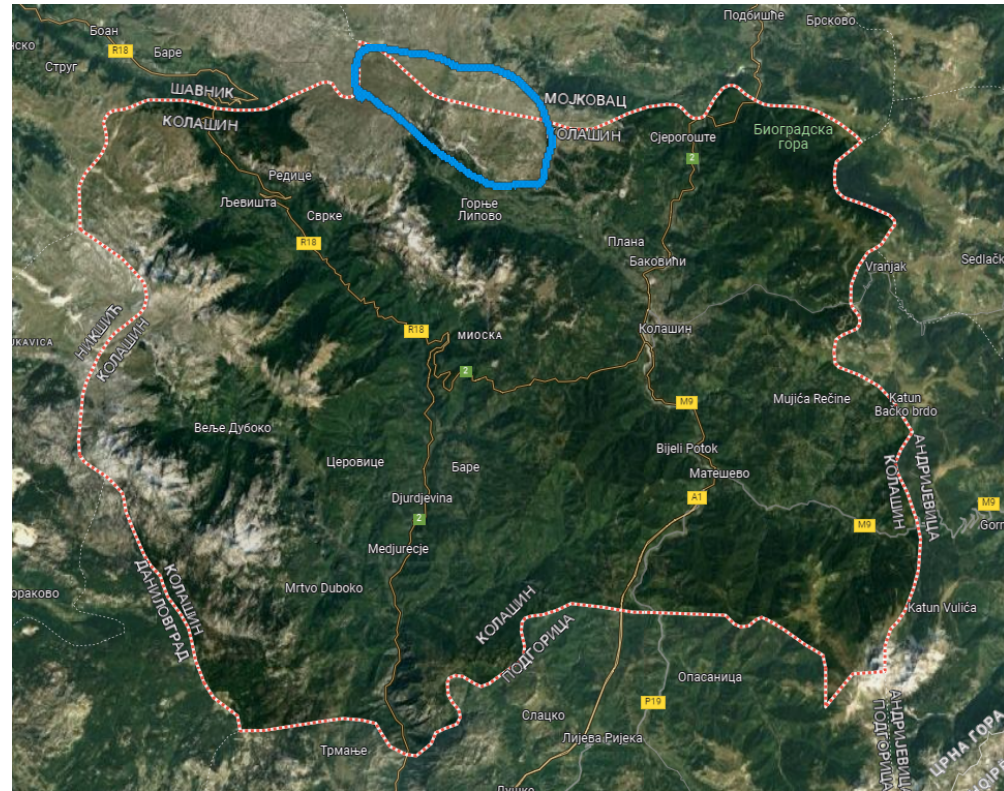 Боан
R18
Баре
Струг
Подбишће
Брсково
ШАВНИК
КОЛАШИН
МОЈКОВАЦ
КОЛАШИН
Сјерогоште
2
Биоградска
гора
Редице
Љевишта
Сврке
R18
Горње
Липово
Плана
Баковићи
Vranjak
НИКШИЋ
КОЛАШИН
R18
МИОСКА
2
Колашин
M9
Mujića Rečine
Katun
Bačko brdo
Веље Дубоко
Церовице
Баре
Bijeli Potok
Матешево
АНДРИЈЕВИЦА
КОЛАШИН
Djurdjevina
2
A1
M9
M9
Medjurecje
Mrtvo Duboko
КОЛАШИН
ДАНИЛОВГРАД
КОЛАШИН
ПОДГОРИЦА
Katun Vulića
Опасаница
P19
Слацко
Лијева Ријека
Трмање
АНДРИЈЕВИЦА
ПОДГОРИЦА
ЦРНА ГОРА